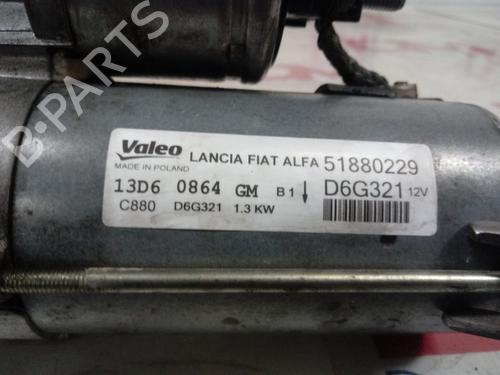 B-PARTS
Valeo LANCIA FIAT ALFA 51880229
MADE IN POLAND
13D6 0864 GM B1 ↓ D6G321 12V
C880 D6G321 1.3 KW